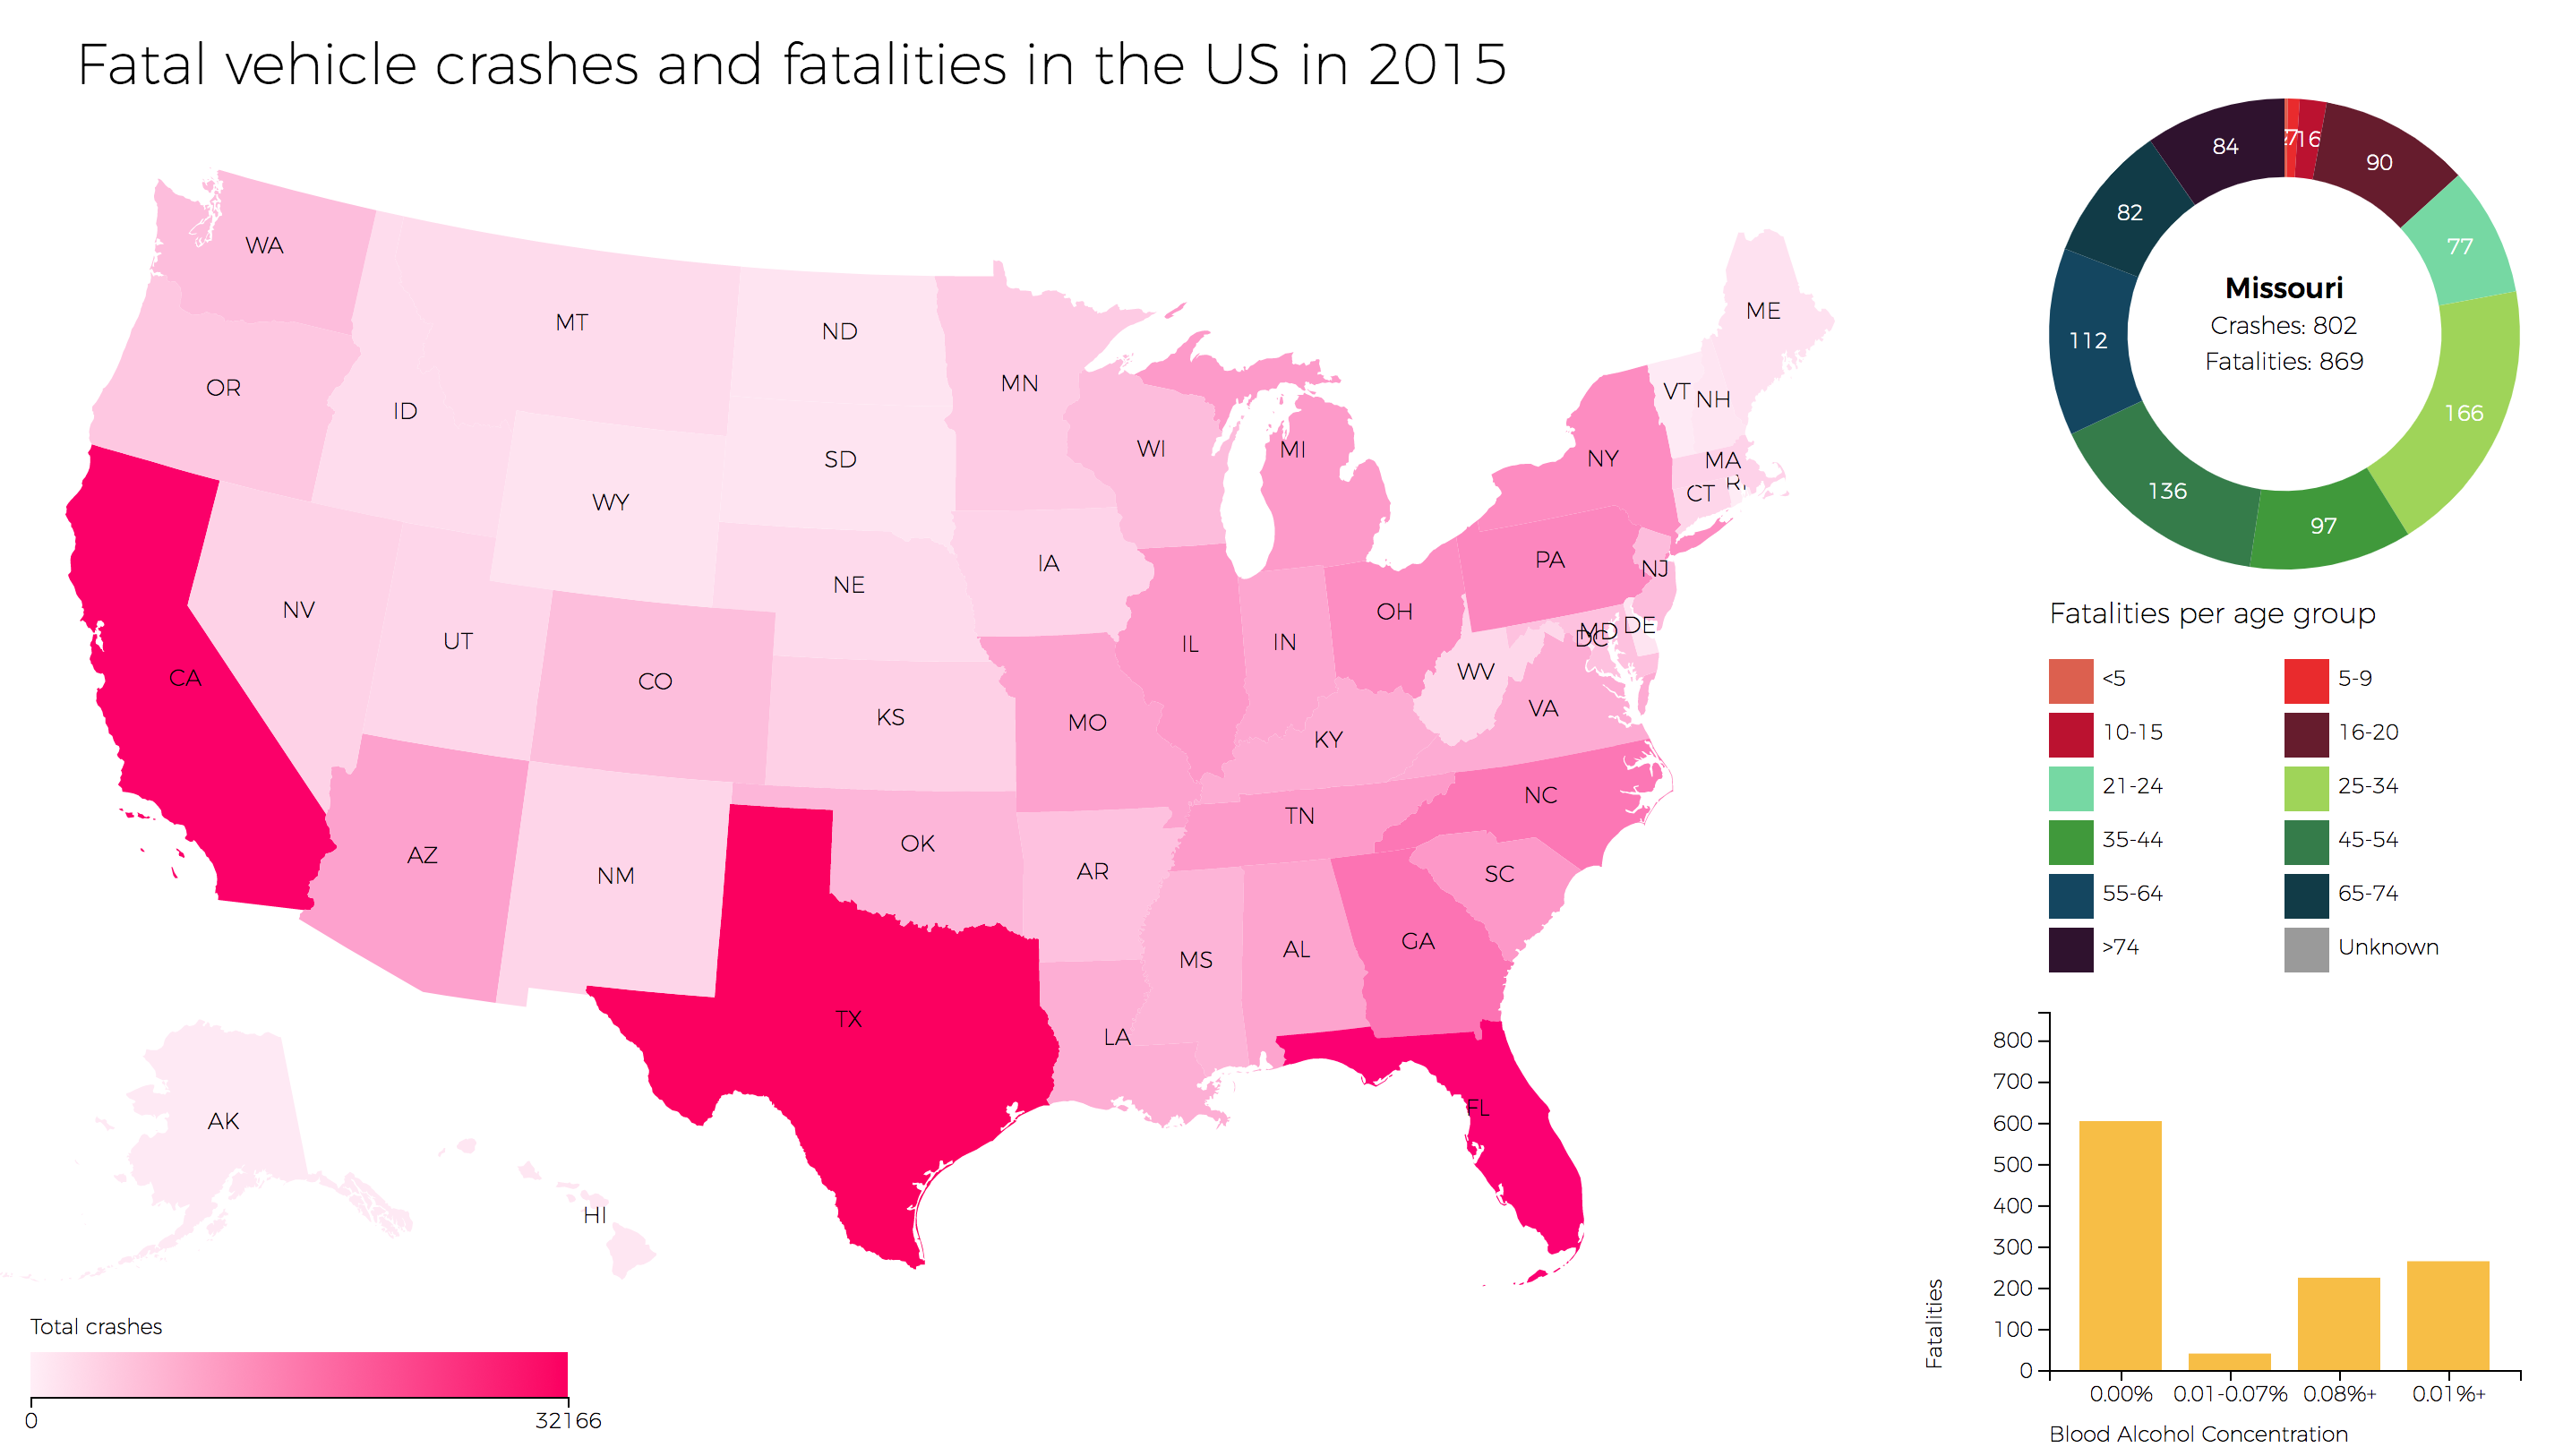 Fatal vehicle crashes and fatalities in the US in 2015
WA
MT
ND
MN
ME
OR
ID
SD
WI
MI
NY
VT
NH
WY
MA
CT
NE
IA
PA
NJ
NV
UT
CO
KS
MO
IL
IN
OH
WV
MD
DC
DE
CA
KY
VA
AZ
NM
OK
AR
TN
NC
SC
TX
LA
MS
AL
GA
FL
AK
HI
Total crashes
0 32166
7
16
90
77
166
97
136
112
82
84
Missouri
Crashes: 802
Fatalities: 869
Fatalities per age group
<5 5-9
10-15 16-20
21-24 25-34
35-44 45-54
55-64 65-74
>74 Unknown
800
700
600
500
400
300
200
100
0
Fatalities
0.00% 0.01-0.07% 0.08%+ 0.01%+
Blood Alcohol Concentration